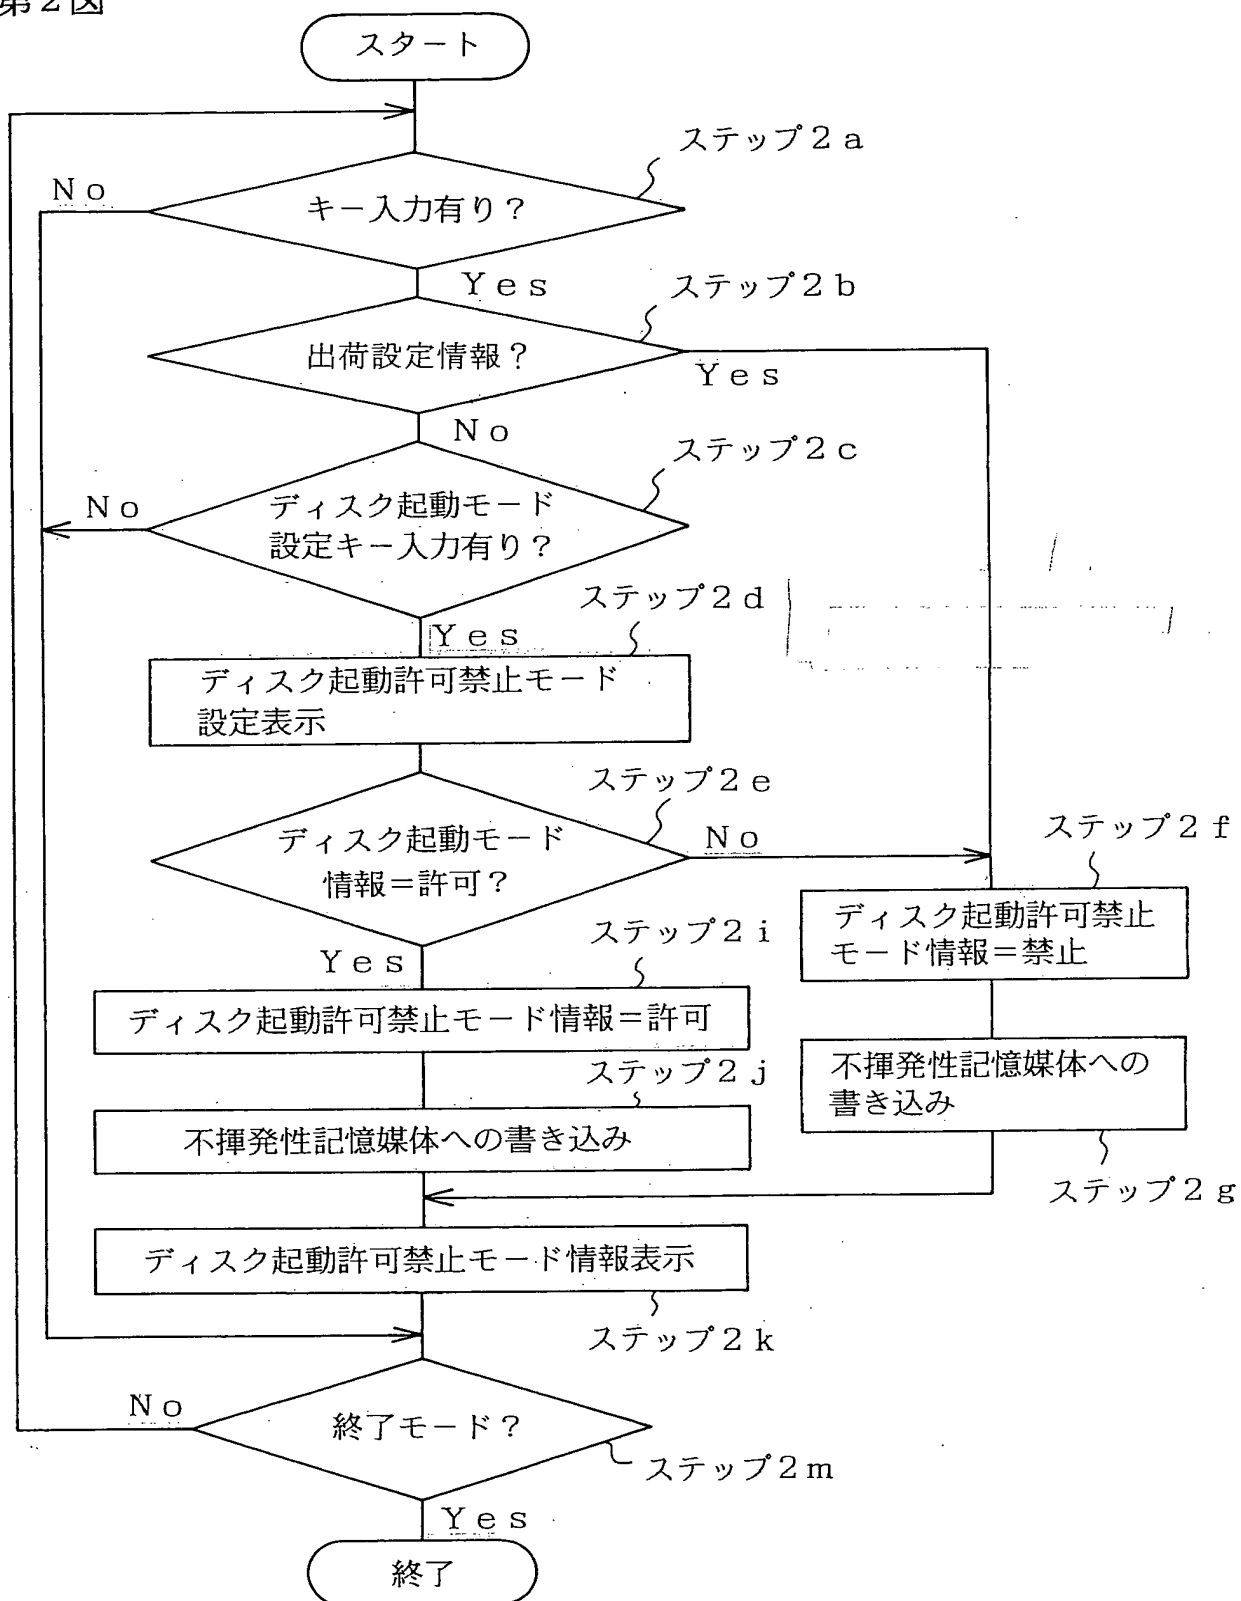 第2図
スタート
ステップ2a
No
キー入力有り？
Yes
ステップ2b
出荷設定情報？
Yes
No
ステップ2c
No
ディスク起動モード
設定キー入力有り？
ステップ2d
Yes
ディスク起動許可禁止モード
設定表示
ステップ2e
ディスク起動モード
情報＝許可？
No
ステップ2f
ディスク起動許可禁止
モード情報＝禁止
Yes
ステップ2i
ディスク起動許可禁止モード情報＝許可
不揮発性記憶媒体への
書き込み
ステップ2j
不揮発性記憶媒体への書き込み
ステップ2g
ディスク起動許可禁止モード情報表示
ステップ2k
No
終了モード？
ステップ2m
Yes
終了